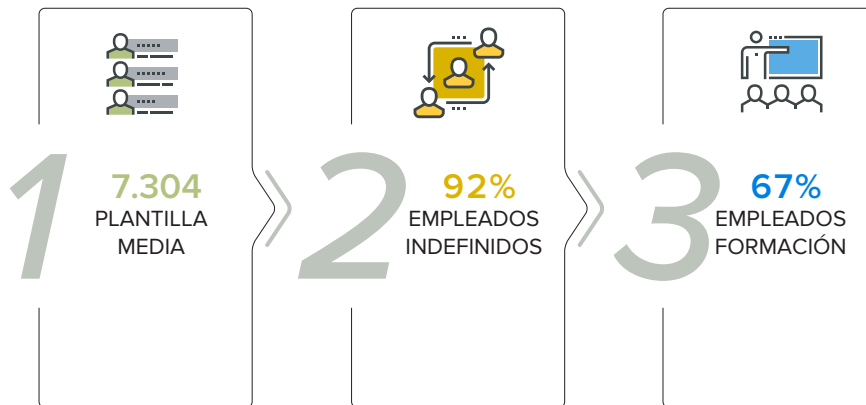 1
7.304
PLANTILLA
MEDIA
2
92%
EMPLEADOS
INDEFINIDOS
3
67%
EMPLEADOS
FORMACIÓN